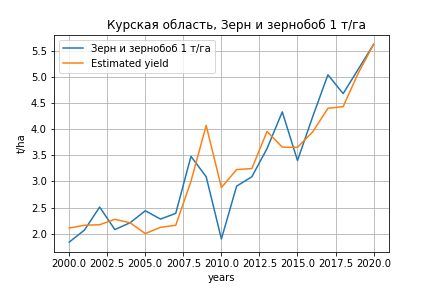 Курская область, Зерн и зернобоб 1 т/га
Зерн и зернобоб 1 т/га
Estimated yield
5.5
5.0
4.5
4.0
3.5
3.0
2.5
2.0
t/ha
2000.0 2002.5 2005.0 2007.5 2010.0 2012.5 2015.0 2017.5 2020.0
years